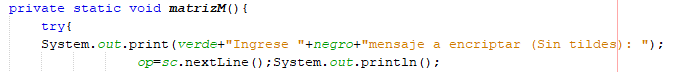 private static void matrizM(){
try{
System.out.print(verde+"Ingrese "+negro+"mensaje a encriptar (Sin tildes): ");
op=sc.nextLine();System.out.println();